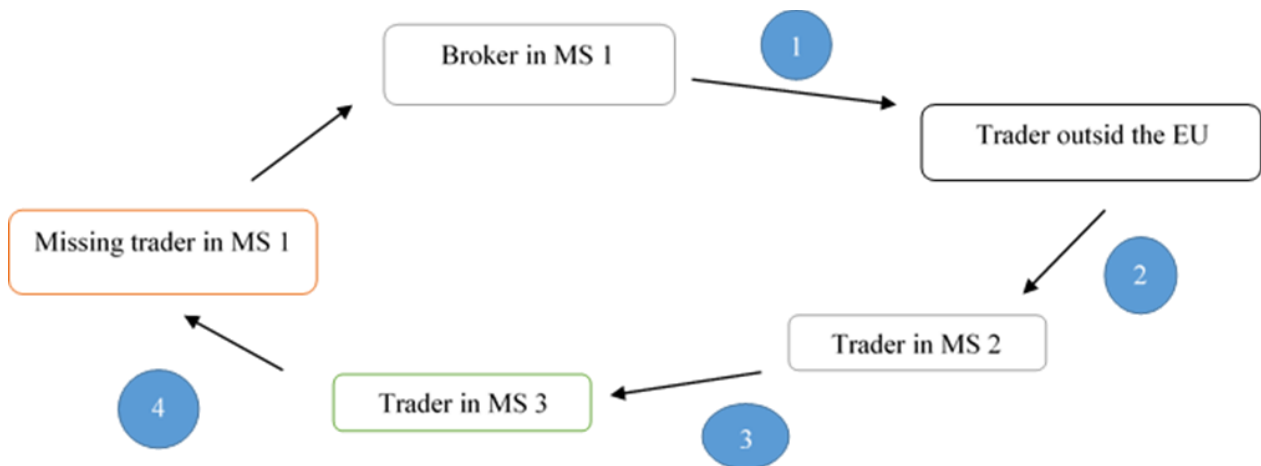 Broker in MS 1
1
Trader outsid the EU
Missing trader in MS 1
2
Trader in MS 2
Trader in MS 3
4
3